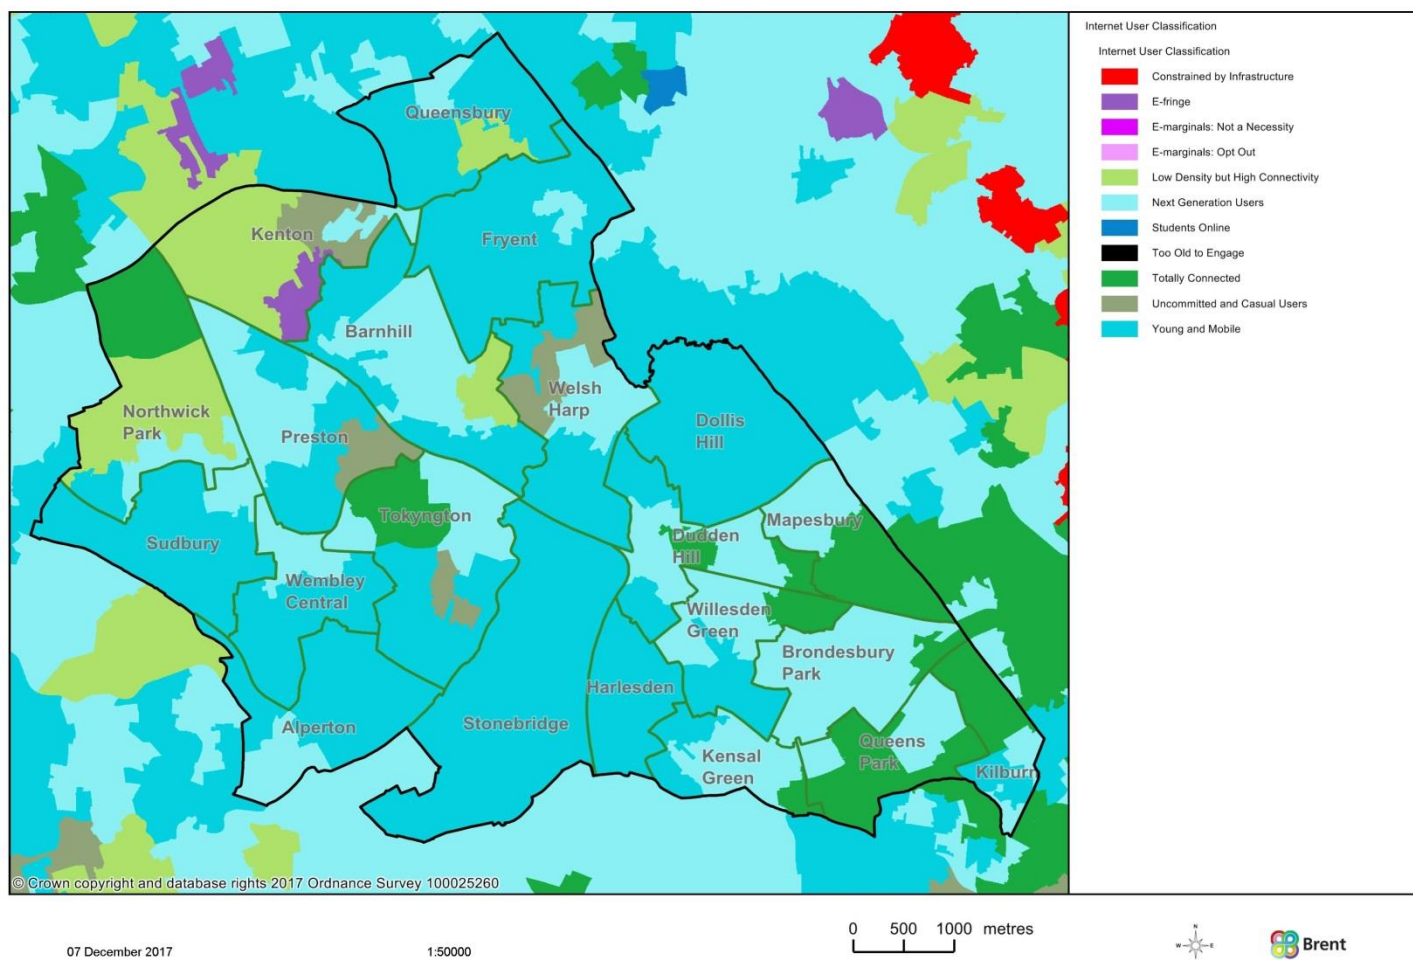 Internet User Classification
Internet User Classification
Constrained by Infrastructure
E-fringe
E-marginals: Not a Necessity
E-marginals: Opt Out
Low Density but High Connectivity
Next Generation Users
Students Online
Too Old to Engage
Totally Connected
Uncommitted and Casual Users
Young and Mobile
Queensbury
Kenton
Fryent
Barnhill
Welsh
Harp
Northwick
Park
Preston
Dollis
Hill
Tokyngton
Mapesbury
Sudbury
Dudden
Hill
Wembley
Central
Willesden
Green
Brondesbury
Park
Harlesden
Alperton
Stonebridge
Kensal
Green
Queens
Park
Kilburn
© Crown copyright and database rights 2017 Ordnance Survey 100025260
07 December 2017
1:50000
0 500 1000 metres
N
W E
S
Brent